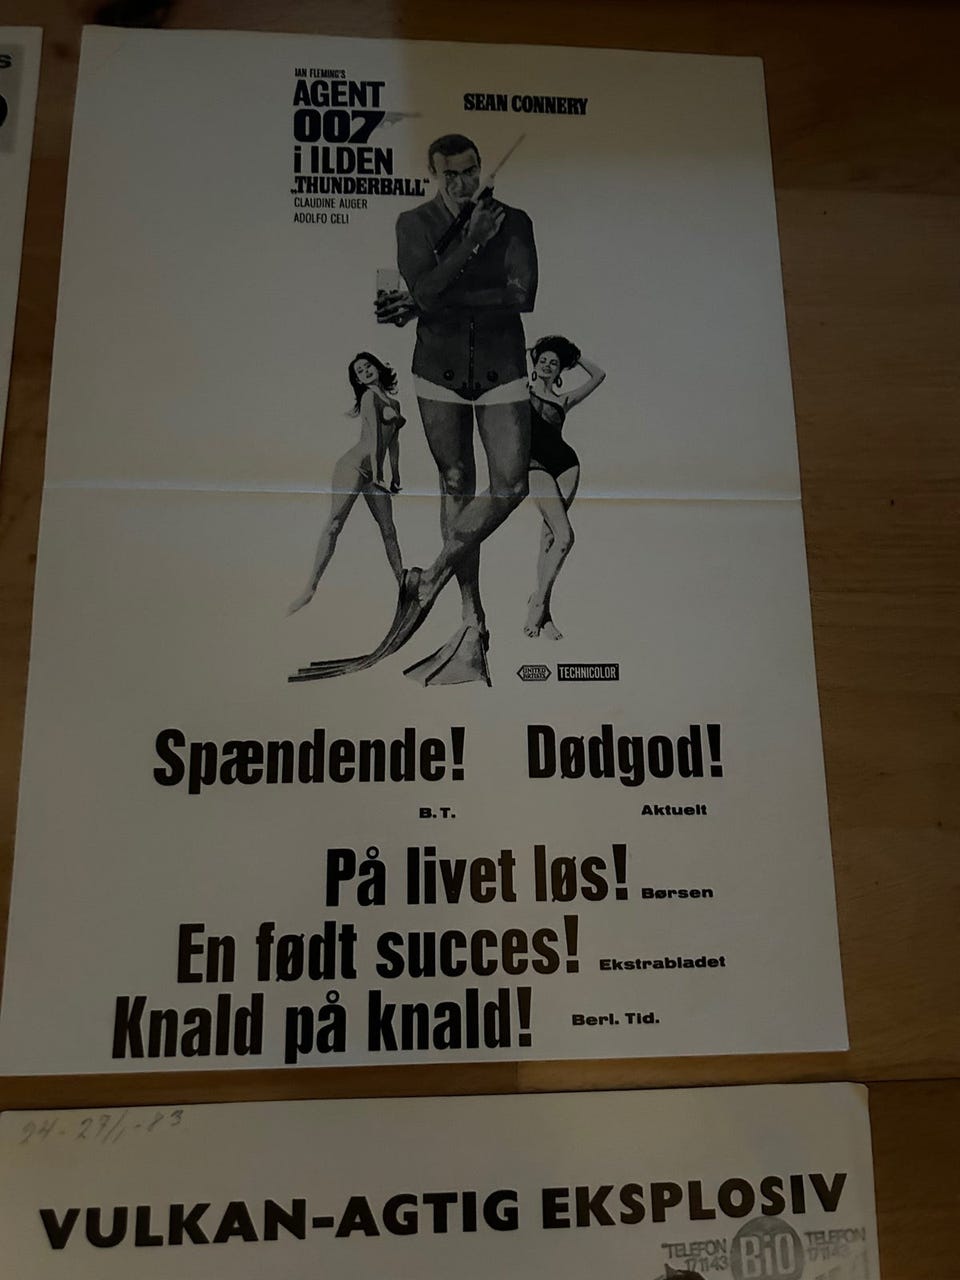 S
IAN FLEMING'S
AGENT
007
i ILDEN
„THUNDERBALL“
CLAUDINE AUGER
ADOLFO CELI
SEAN CONNERY
UNITED ARTISTS
TECHNICOLOR
Spændende!
B.T.
Dødgod!
Aktuelt
På livet løs! Børsen
En født succes! Ekstrabladet
Knald på knald! Berl. Tid.
24-27/1-83
VULKAN-AGTIG EKSPLOSIV
TELEFON
171143
BiO
TELEFON
171143